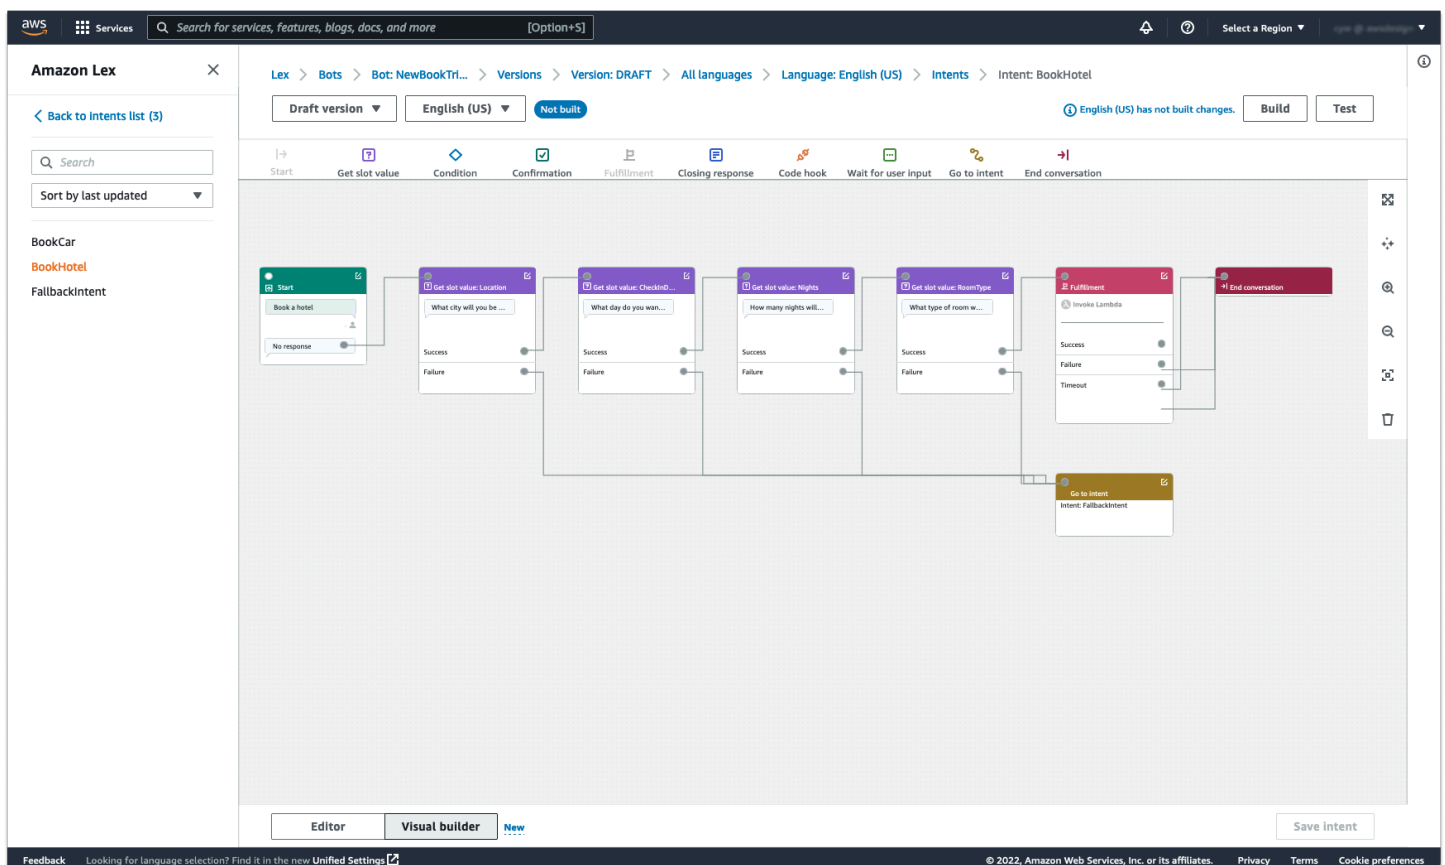 aws Services Search for services, features, blogs, docs, and more [Option+S] Select a Region
Amazon Lex
Back to intents list (3)
Search
Sort by last updated
BookCar
BookHotel
FallbackIntent
Lex > Bots > Bot: NewBookTri... > Versions > Version: DRAFT > All languages > Language: English (US) > Intents > Intent: BookHotel
Draft version English (US) Not built English (US) has not built changes. Build Test
Start Get slot value Condition Confirmation Fulfillment Closing response Code hook Wait for user input Go to intent End conversation
Start
Book a hotel
No response
Get slot value: Location
What city will you be ...
Success
Failure
Get slot value: CheckInD...
What day do you wan...
Success
Failure
Get slot value: Nights
How many nights will...
Success
Failure
Get slot value: RoomType
What type of room w...
Success
Failure
Fulfillment
Invoke Lambda
Success
Failure
Timeout
End conversation
Go to intent
Intent: FallbackIntent
Editor Visual builder New Save intent
Feedback Looking for language selection? Find it in the new Unified Settings © 2022, Amazon Web Services, Inc. or its affiliates. Privacy Terms Cookie preferences